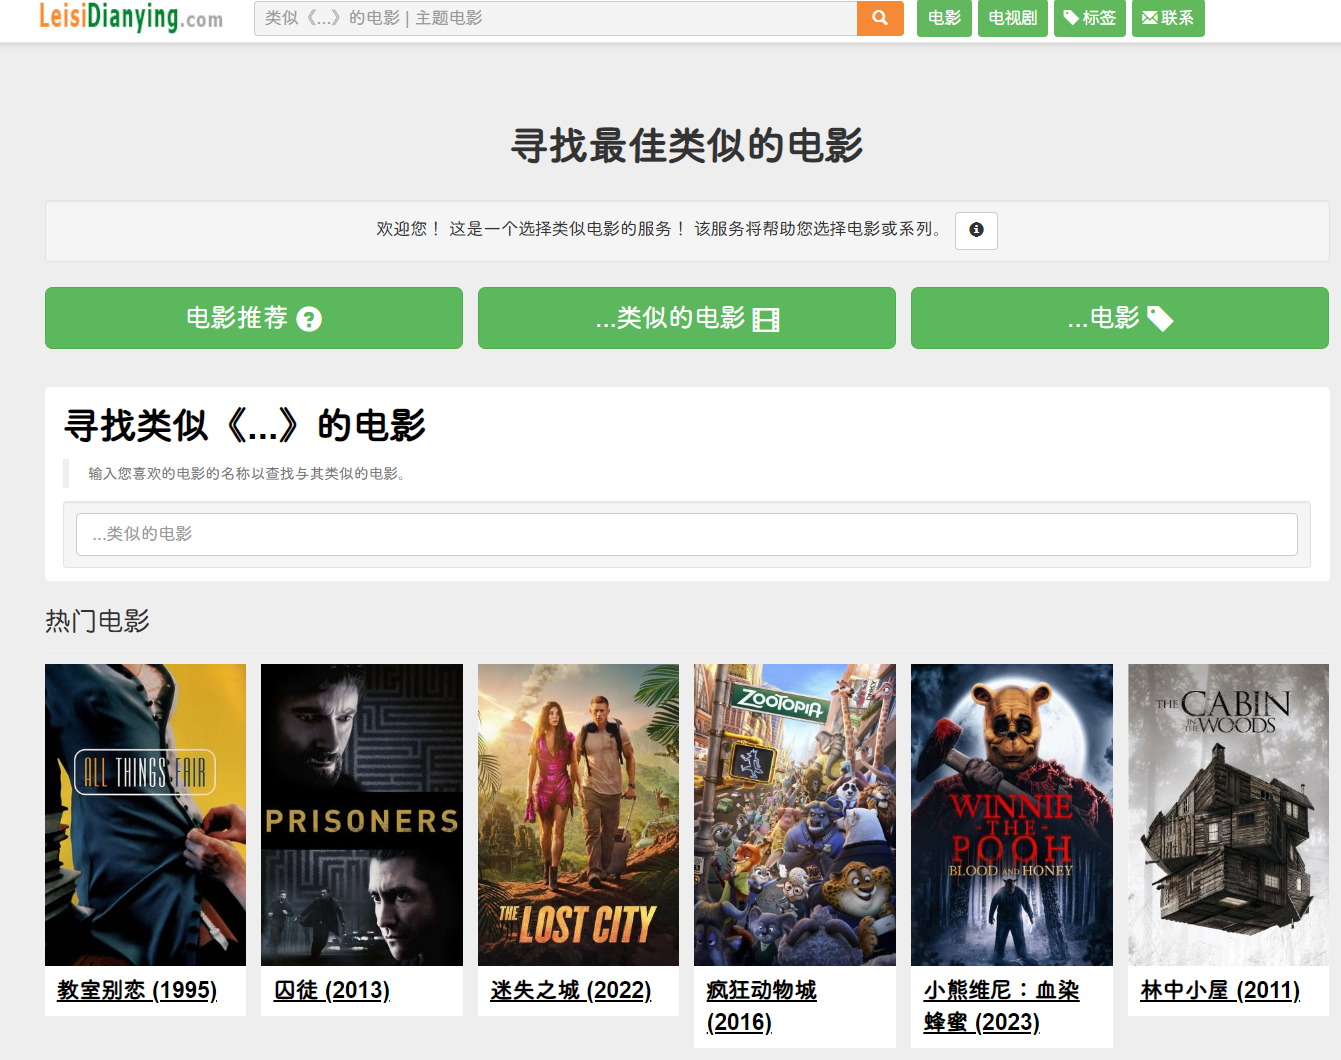 LeisiDianying.com
类似《...》的电影 | 主题电影
电影
电视剧
标签
联系
寻找最佳类似的电影
欢迎您！ 这是一个选择类似电影的服务！ 该服务将帮助您选择电影或系列。
电影推荐
...类似的电影
...电影
寻找类似《...》的电影
输入您喜欢的电影的名称以查找与其类似的电影。
...类似的电影
热门电影
ALL THINGS FAIR
PRISONERS
THE LOST CITY
ZOOTOPIA
WINNIE
-THE-
POOH
BLOOD AND HONEY
THE CABIN
IN THE WOODS
教室别恋 (1995)
囚徒 (2013)
迷失之城 (2022)
疯狂动物城
(2016)
小熊维尼：血染
蜂蜜 (2023)
林中小屋 (2011)